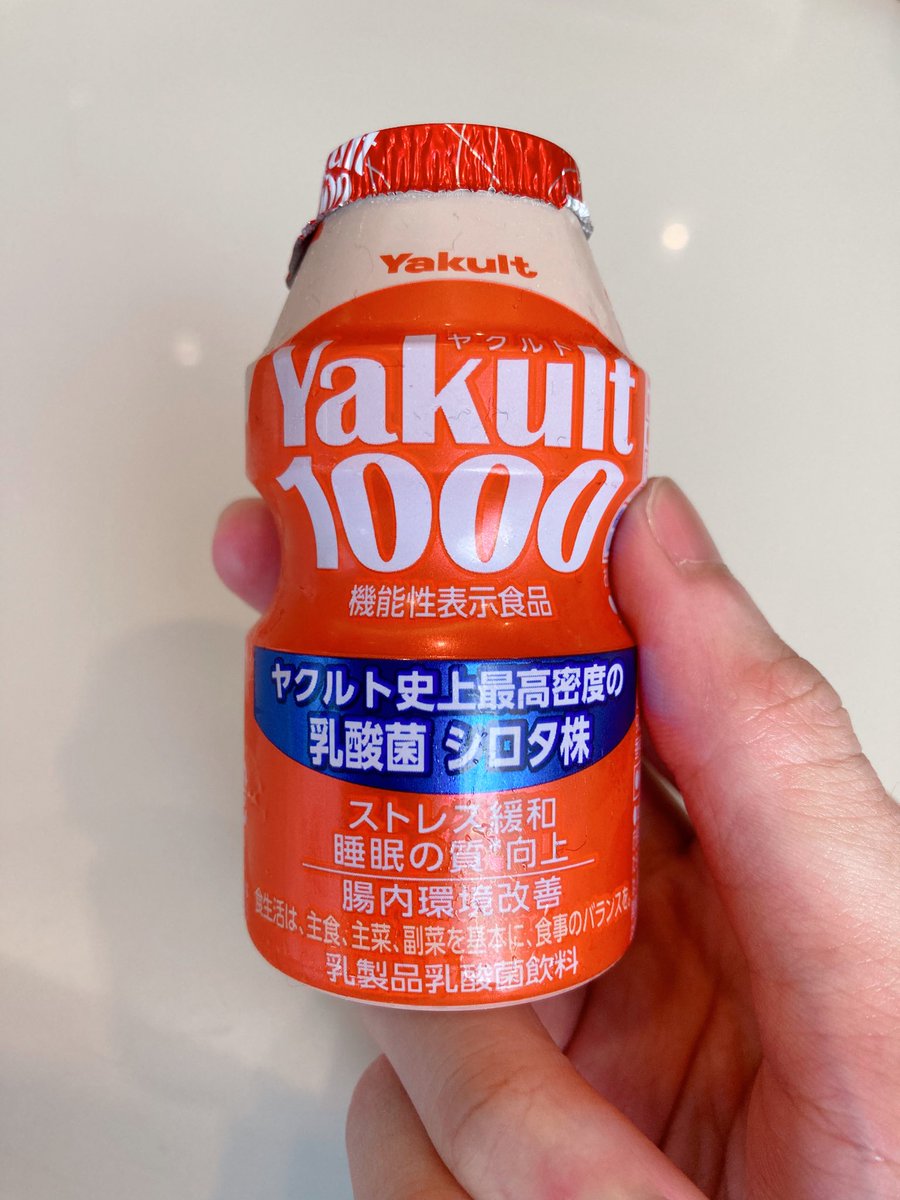 Yakult
ヤクルト
Yakult
1000
機能性表示食品
ヤクルト史上最高密度の
乳酸菌 シロタ株
ストレス緩和
睡眠の質*向上
腸内環境改善
食生活は、主食、主菜、副菜を基本に、食事のバランスを。
乳製品乳酸菌飲料